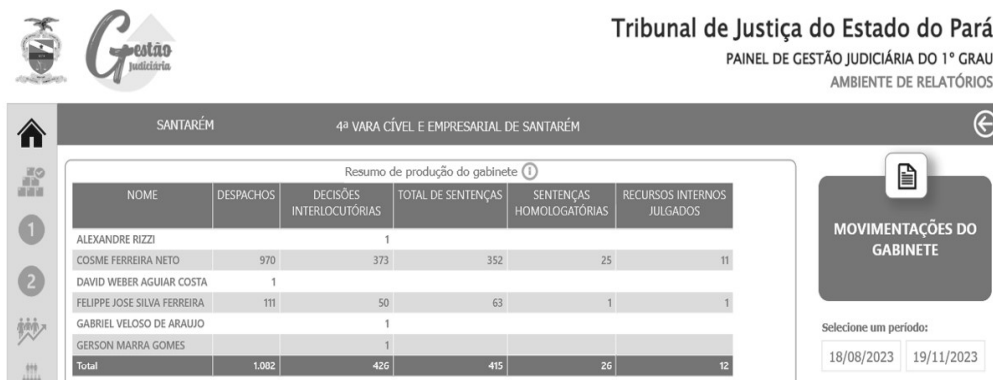 Gestão
Judiciária
Tribunal de Justiça do Estado do Pará
PAINEL DE GESTÃO JUDICIÁRIA DO 1º GRAU
AMBIENTE DE RELATÓRIOS
SANTARÉM 4ª VARA CÍVEL E EMPRESARIAL DE SANTARÉM
Resumo de produção do gabinete
NOME DESPACHOS DECISÕES INTERLOCUTÓRIAS TOTAL DE SENTENÇAS SENTENÇAS HOMOLOGATÓRIAS RECURSOS INTERNOS JULGADOS
ALEXANDRE RIZZI 1
COSME FERREIRA NETO 970 373 352 25 11
DAVID WEBER AGUIAR COSTA 1
FELIPPE JOSE SILVA FERREIRA 111 50 63 1 1
GABRIEL VELOSO DE ARAUJO 1
GERSON MARRA GOMES 1
Total 1.082 426 415 26 12
1
2
MOVIMENTAÇÕES DO
GABINETE
Selecione um período:
18/08/2023 19/11/2023